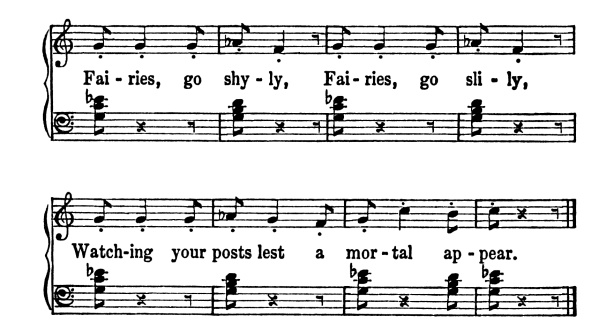 Fai - ries, go shy - ly, Fai - ries, go sli - ly,
Watch-ing your posts lest a mor - tal ap - pear.